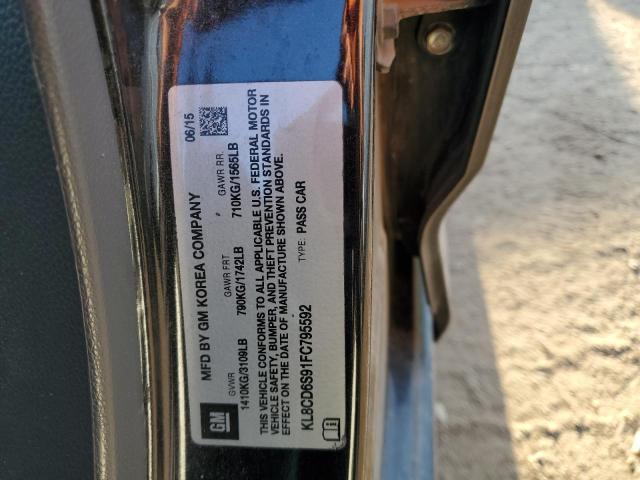 GM MFD BY GM KOREA COMPANY 06/15
GVWR GAWR FRT GAWR RR
1410KG/3109LB 790KG/1742LB 710KG/1565LB
THIS VEHICLE CONFORMS TO ALL APPLICABLE U.S. FEDERAL MOTOR
VEHICLE SAFETY, BUMPER, AND THEFT PREVENTION STANDARDS IN
EFFECT ON THE DATE OF MANUFACTURE SHOWN ABOVE.
KL8CD6S91FC795592 TYPE: PASS CAR